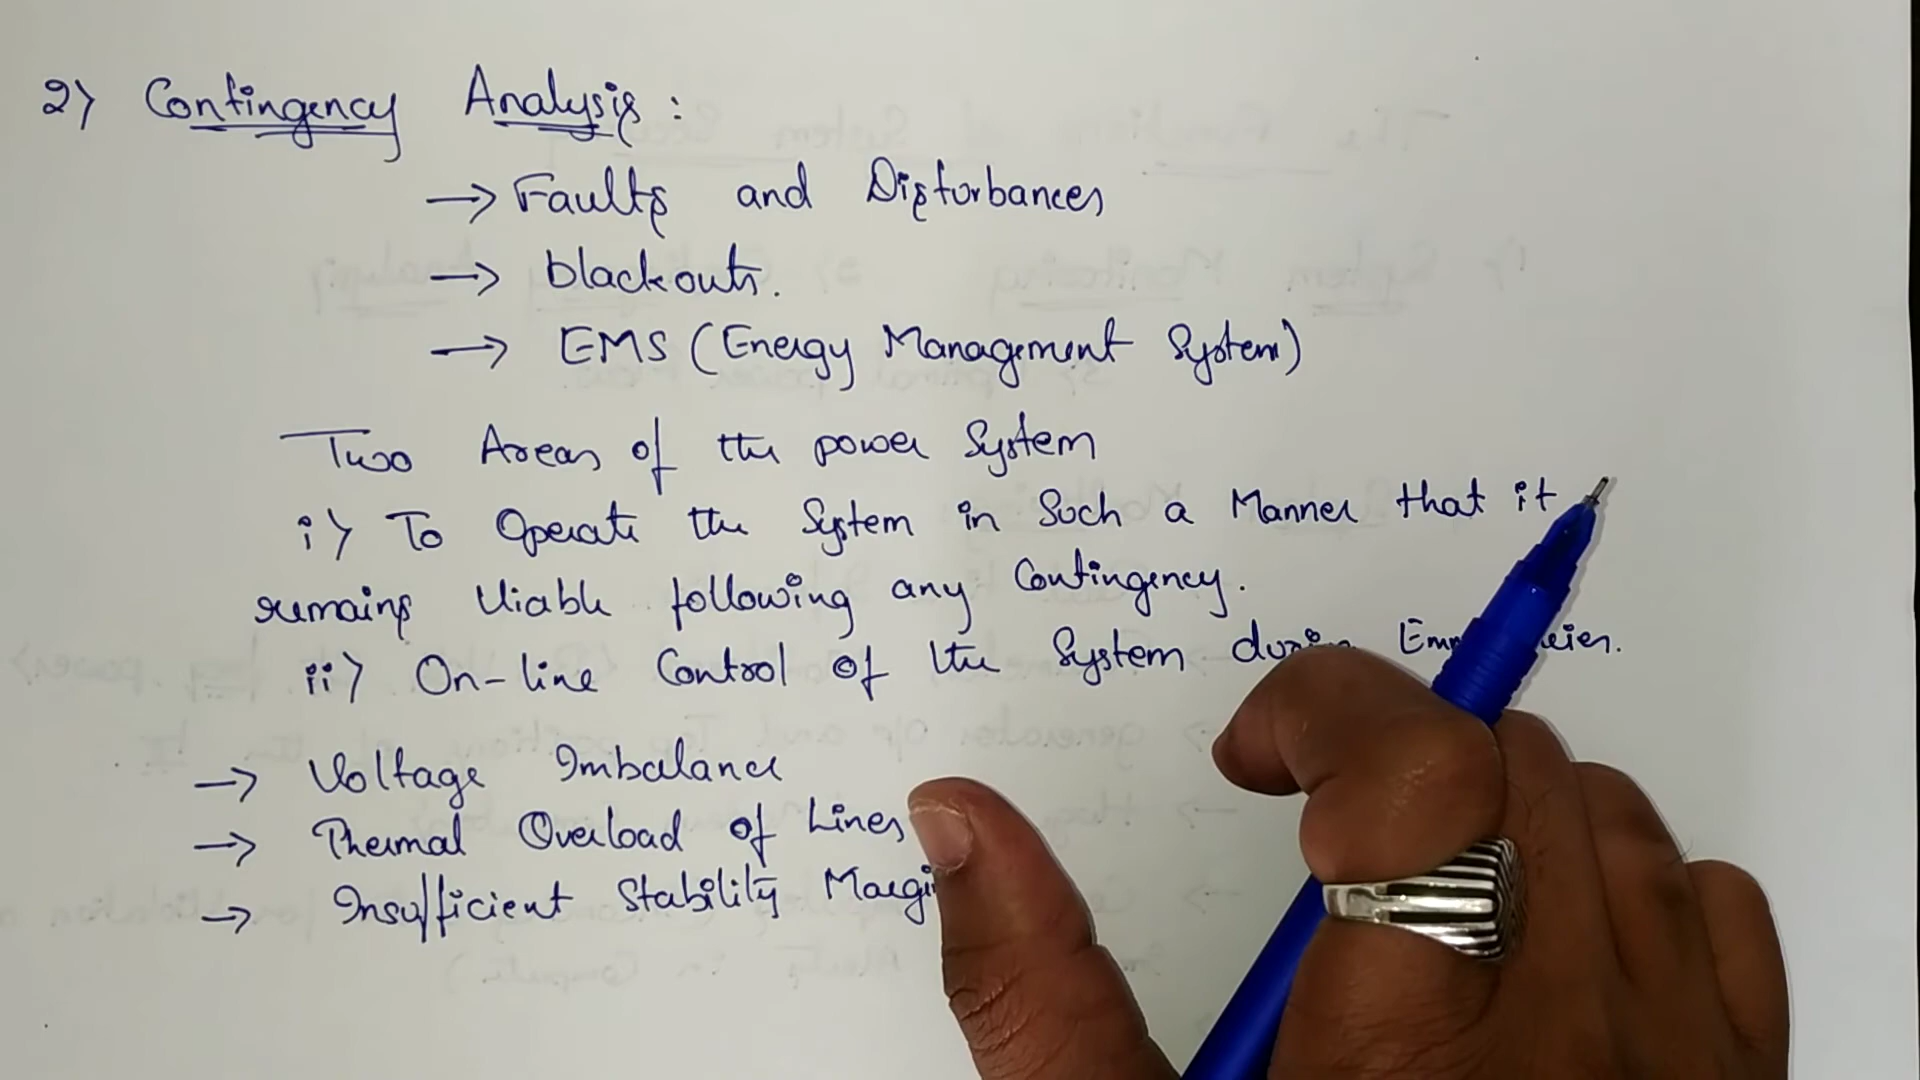 2) Contingency Analysis :
→ Faults and Disturbances
→ blackouts.
→ EMS (Energy Management System)
Two Areas of the power System
i) To Operate the System in Such a Manner that it
remains Viable following any Contingency.
ii) On-line Control of the System during
→ Voltage Imbalance
→ Thermal Overload of Lines
→ Insufficient Stability